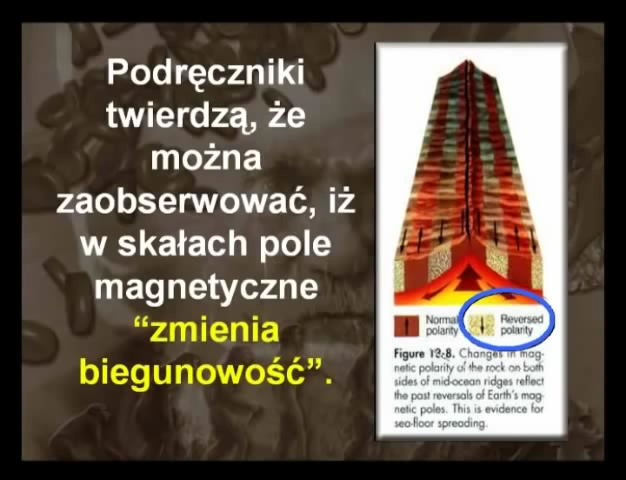 Podręczniki
twierdzą, że
można
zaobserwować, iż
w skałach pole
magnetyczne
“zmienia
biegunowość”.
Normal
polarity
Reversed
polarity
Figure 12-8. Changes in mag-
netic polarity of the rock on both
sides of mid-ocean ridges reflect
the past reversals of Earth's mag-
netic poles. This is evidence for
sea-floor spreading.